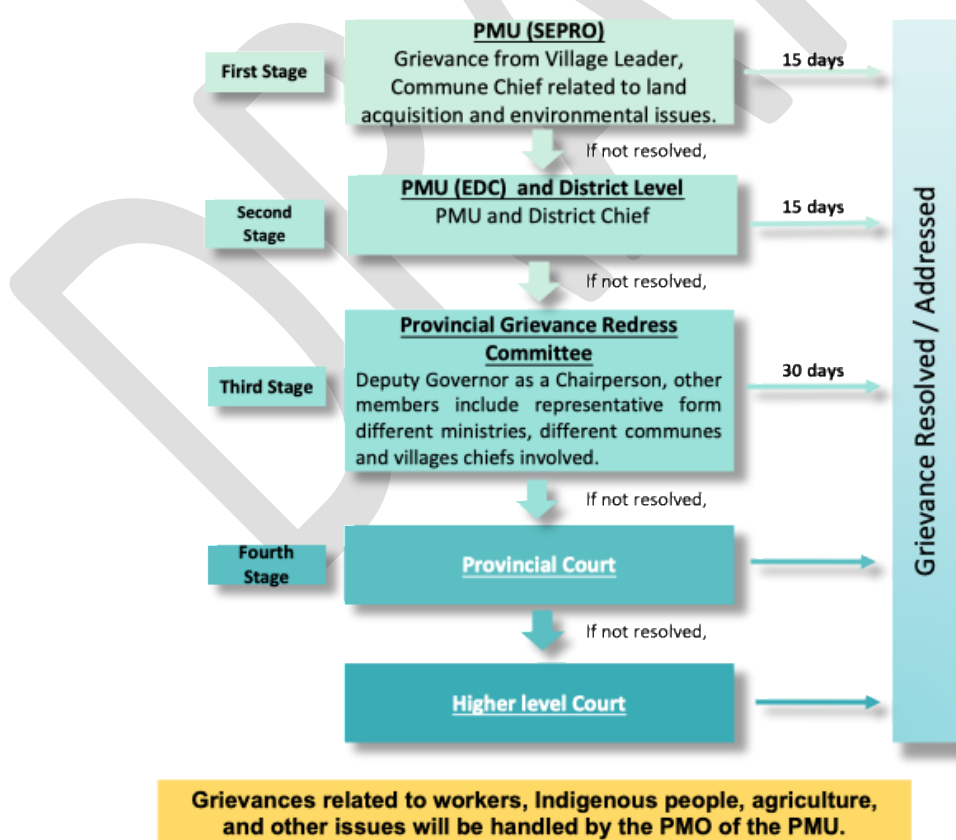 PMU (SEPRO)
First Stage
Grievance from Village Leader,
Commune Chief related to land
acquisition and environmental issues.
15 days
If not resolved,
Second
Stage
PMU (EDC) and District Level
PMU and District Chief
15 days
If not resolved,
Third Stage
Provincial Grievance Redress
Committee
Deputy Governor as a Chairperson, other
members include representative form
different ministries, different communes
and villages chiefs involved.
30 days
If not resolved,
Fourth
Stage
Provincial Court
If not resolved,
Higher level Court
Grievance Resolved / Addressed
Grievances related to workers, Indigenous people, agriculture,
and other issues will be handled by the PMO of the PMU.